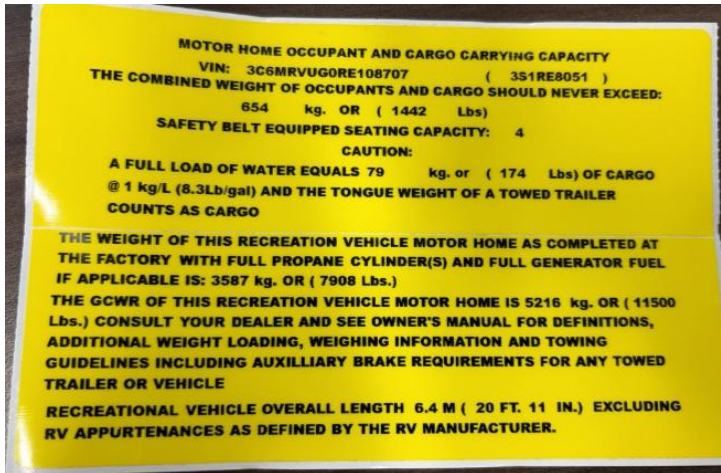 MOTOR HOME OCCUPANT AND CARGO CARRYING CAPACITY
VIN: 3C6MRVUG0RE108707 ( 3S1RE8051 )
THE COMBINED WEIGHT OF OCCUPANTS AND CARGO SHOULD NEVER EXCEED:
654 kg. OR ( 1442 Lbs)
SAFETY BELT EQUIPPED SEATING CAPACITY: 4
CAUTION:
A FULL LOAD OF WATER EQUALS 79 kg. or ( 174 Lbs) OF CARGO
@ 1 kg/L (8.3Lb/gal) AND THE TONGUE WEIGHT OF A TOWED TRAILER
COUNTS AS CARGO
THE WEIGHT OF THIS RECREATION VEHICLE MOTOR HOME AS COMPLETED AT
THE FACTORY WITH FULL PROPANE CYLINDER(S) AND FULL GENERATOR FUEL
IF APPLICABLE IS: 3587 kg. OR ( 7908 Lbs.)
THE GCWR OF THIS RECREATION VEHICLE MOTOR HOME IS 5216 kg. OR ( 11500
Lbs.) CONSULT YOUR DEALER AND SEE OWNER'S MANUAL FOR DEFINITIONS,
ADDITIONAL WEIGHT LOADING, WEIGHING INFORMATION AND TOWING
GUIDELINES INCLUDING AUXILLIARY BRAKE REQUIREMENTS FOR ANY TOWED
TRAILER OR VEHICLE
RECREATIONAL VEHICLE OVERALL LENGTH 6.4 M ( 20 FT. 11 IN.) EXCLUDING
RV APPURTENANCES AS DEFINED BY THE RV MANUFACTURER.